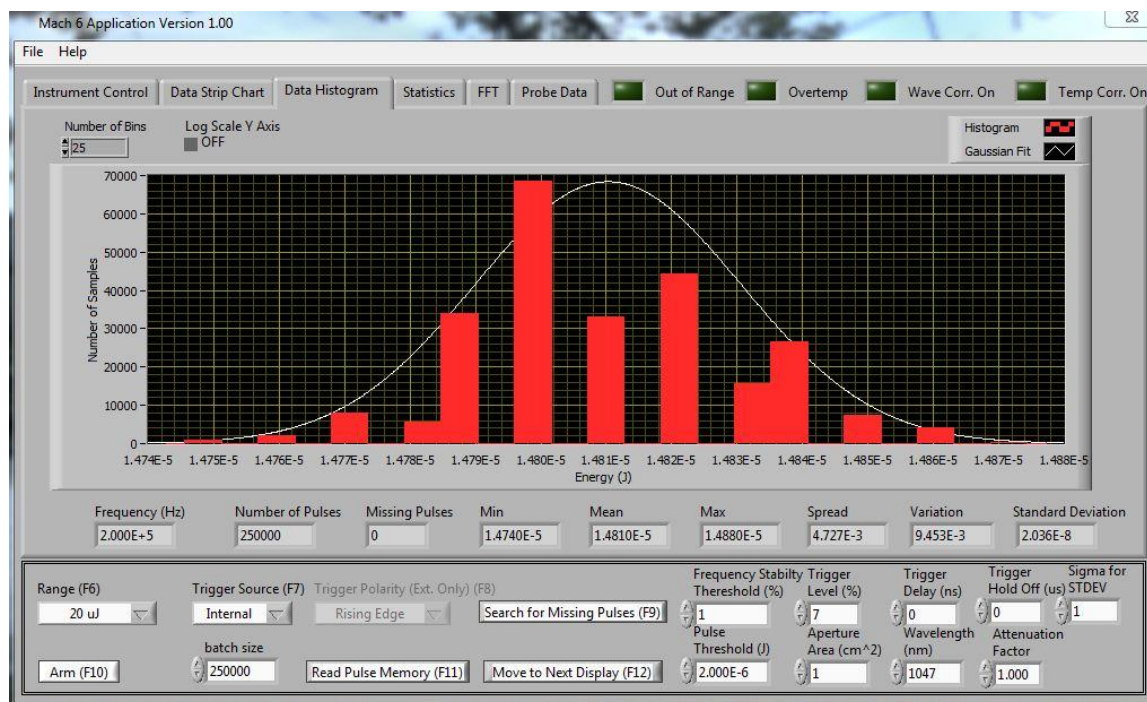 Mach 6 Application Version 1.00
File Help
Instrument Control Data Strip Chart Data Histogram Statistics FFT Probe Data Out of Range Overtemp Wave Corr. On Temp Corr. On
Number of Bins Log Scale Y Axis
25 OFF
Histogram
Gaussian Fit
70000
60000
50000
40000
30000
20000
10000
0
Number of Samples
1.474E-5 1.475E-5 1.476E-5 1.477E-5 1.478E-5 1.479E-5 1.480E-5 1.481E-5 1.482E-5 1.483E-5 1.484E-5 1.485E-5 1.486E-5 1.487E-5 1.488E-5
Energy (J)
Frequency (Hz) Number of Pulses Missing Pulses Min Mean Max Spread Variation Standard Deviation
2.000E+5 250000 0 1.4740E-5 1.4810E-5 1.4880E-5 4.727E-3 9.453E-3 2.036E-8
Range (F6) Trigger Source (F7) Trigger Polarity (Ext. Only) (F8)
20 uJ Internal Rising Edge Search for Missing Pulses (F9)
batch size
Arm (F10) 250000 Read Pulse Memory (F11) Move to Next Display (F12)
Frequency Stabilty Trigger Trigger Trigger Sigma for
Thereshold (%) Level (%) Delay (ns) Hold Off (us) STDEV
1 7 0 0 1
Pulse Aperture Wavelength Attenuation
Threshold (J) Area (cm^2) (nm) Factor
2.000E-6 1 1047 1.000